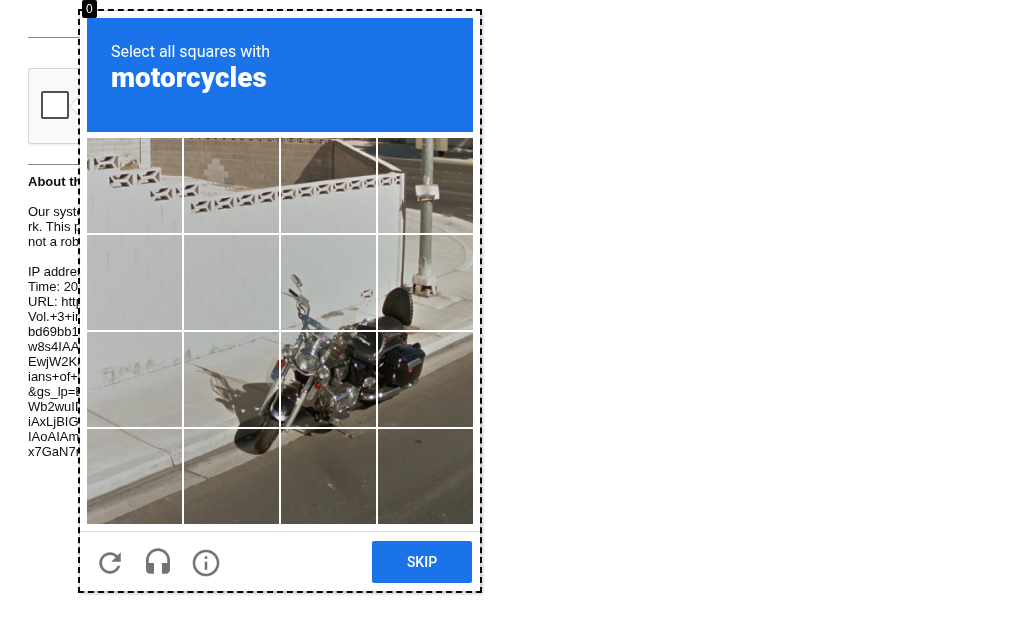 0
Select all squares with
motorcycles
About th
Our syst
rk. This p
not a rob
IP addre
Time: 20
URL: http
Vol.+3+i
bd69bb1
w8s4IAA
EwjW2K
ians+of+
&gs_lp=
Wb2wuI
iAxLjBIG
IAoAIAm
x7GaN7
SKIP